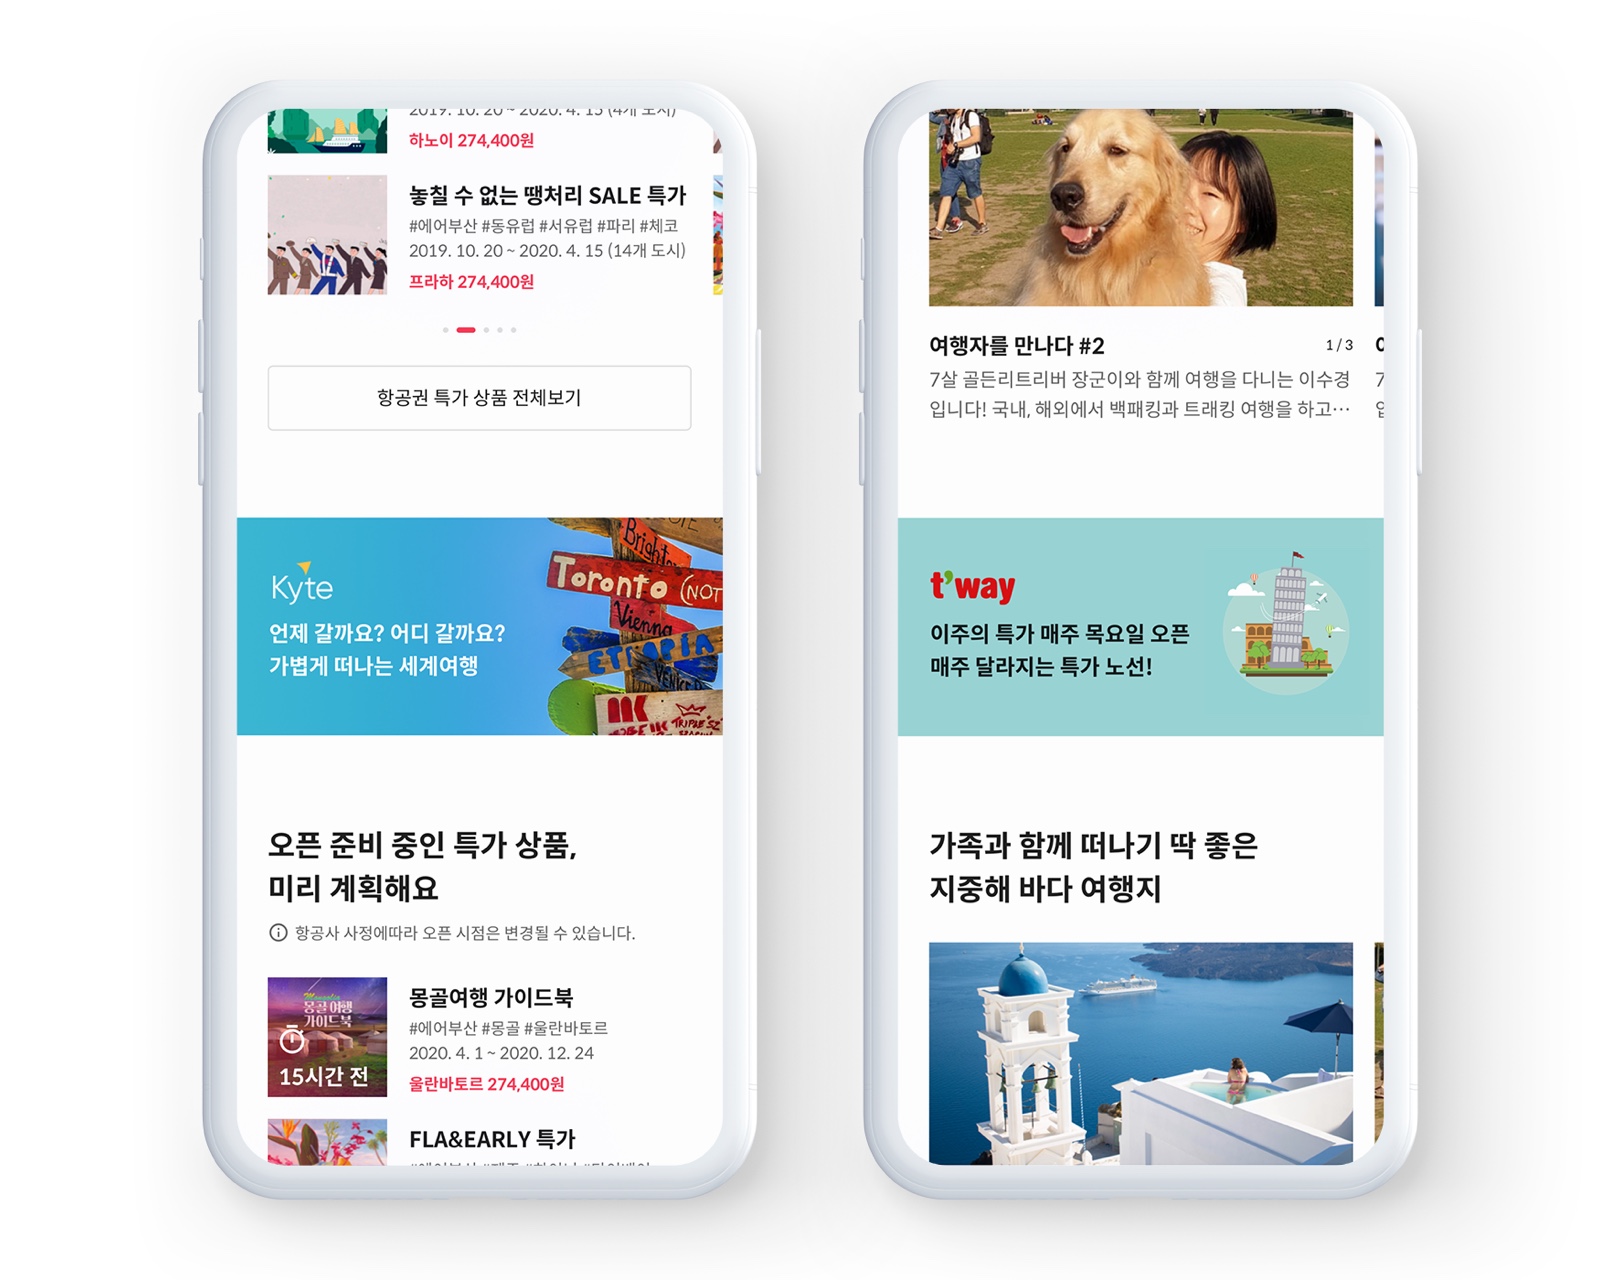 2019. 10. 20 ~ 2020. 4. 15 (4개 도시)
하노이 274,400원
놓칠 수 없는 땡처리 SALE 특가
#에어부산 #동유럽 #서유럽 #파리 #체코
2019. 10. 20 ~ 2020. 4. 15 (14개 도시)
프라하 274,400원
항공권 특가 상품 전체보기
Kyte
언제 갈까요? 어디 갈까요?
가볍게 떠나는 세계여행
Bright
Toronto (NOT
Vienna
ETIOPIA
VENICE
TRIPLE
오픈 준비 중인 특가 상품,
미리 계획해요
항공사 사정에따라 오픈 시점은 변경될 수 있습니다.
Mongolia
몽골 여행
가이드북
15시간 전
몽골여행 가이드북
#에어부산 #몽골 #울란바토르
2020. 4. 1 ~ 2020. 12. 24
울란바토르 274,400원
FLA&EARLY 특가
여행자를 만나다 #2
1 / 3
7살 골든리트리버 장군이와 함께 여행을 다니는 이수경
입니다! 국내, 해외에서 백패킹과 트래킹 여행을 하고…
t'way
이주의 특가 매주 목요일 오픈
매주 달라지는 특가 노선!
가족과 함께 떠나기 딱 좋은
지중해 바다 여행지